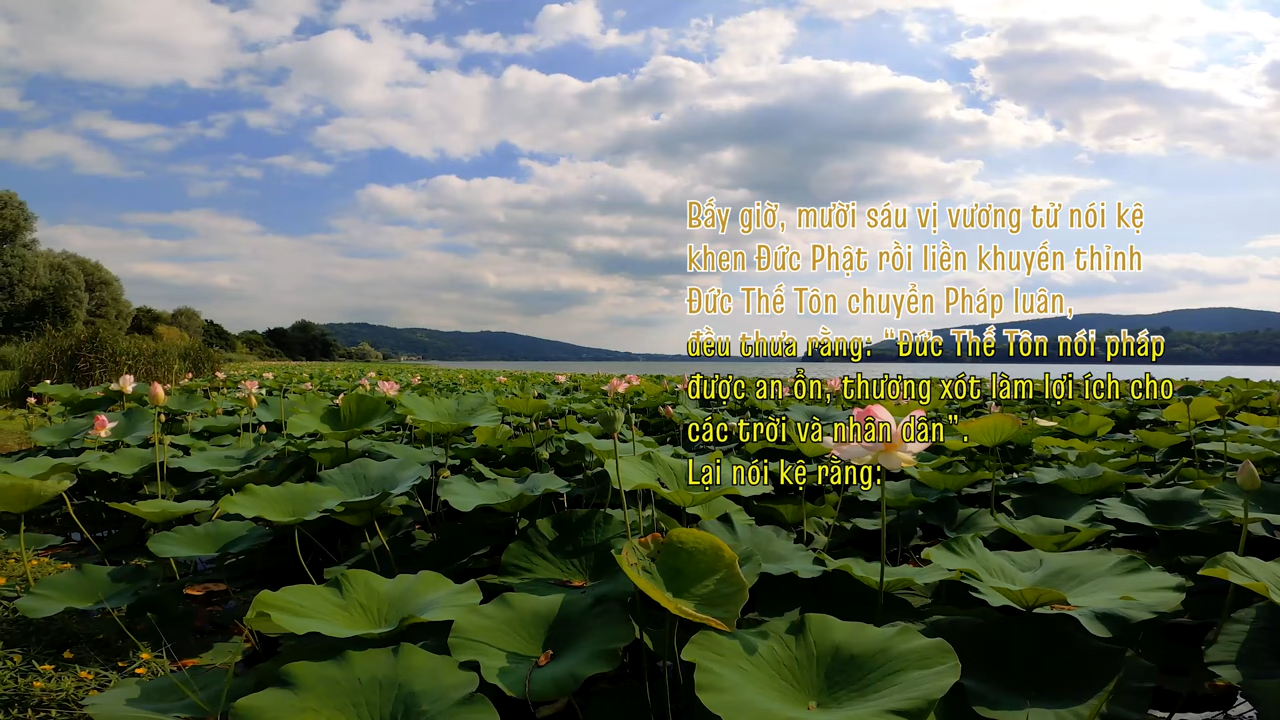 Bấy giờ, mười sáu vị vương tử nói kệ
khen Đức Phật rồi liền khuyến thỉnh
Đức Thế Tôn chuyển Pháp luân,
đều thưa rằng: “Đức Thế Tôn nói pháp
được an ổn, thương xót làm lợi ích cho
các trời và nhân dân”.
Lại nói kệ rằng: